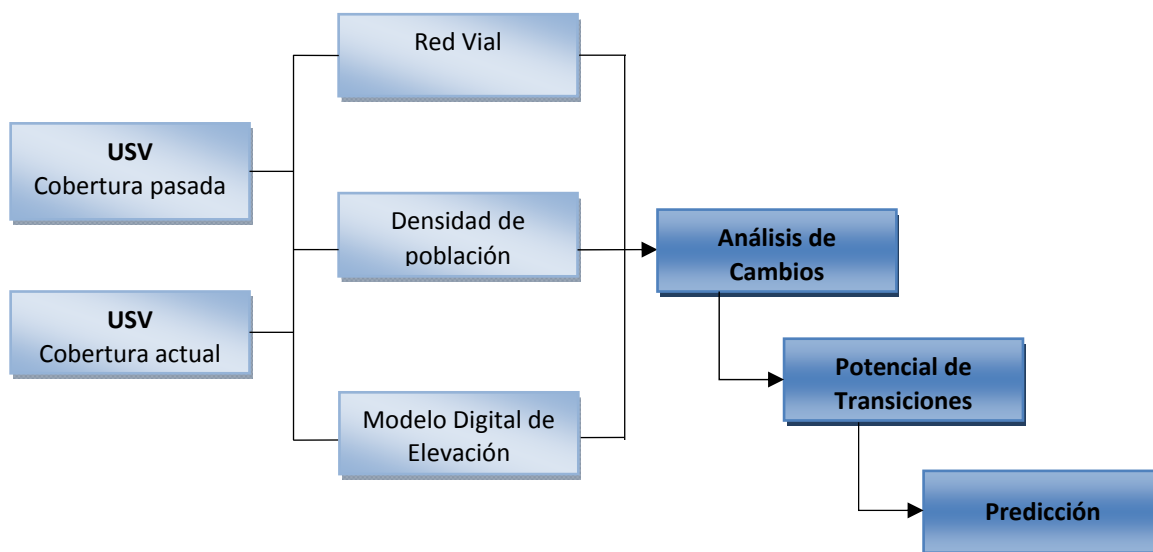 Red Vial
USV
Cobertura pasada
Densidad de
población
Análisis de
Cambios
USV
Cobertura actual
Potencial de
Transiciones
Modelo Digital de
Elevación
Predicción